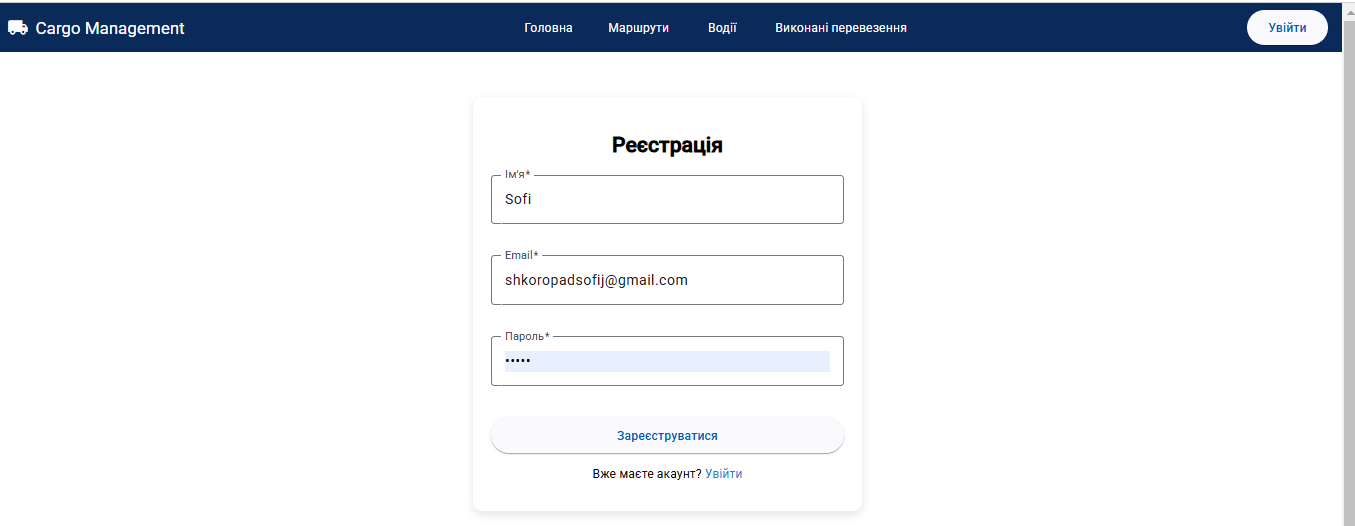 Cargo Management
Головна
Маршрути
Водії
Виконані перевезення
Увійти
Реєстрація
Ім'я*
Sofi
Email*
shkoropadsofij@gmail.com
Пароль*
•••••
Зареєструватися
Вже маєте акаунт? Увійти